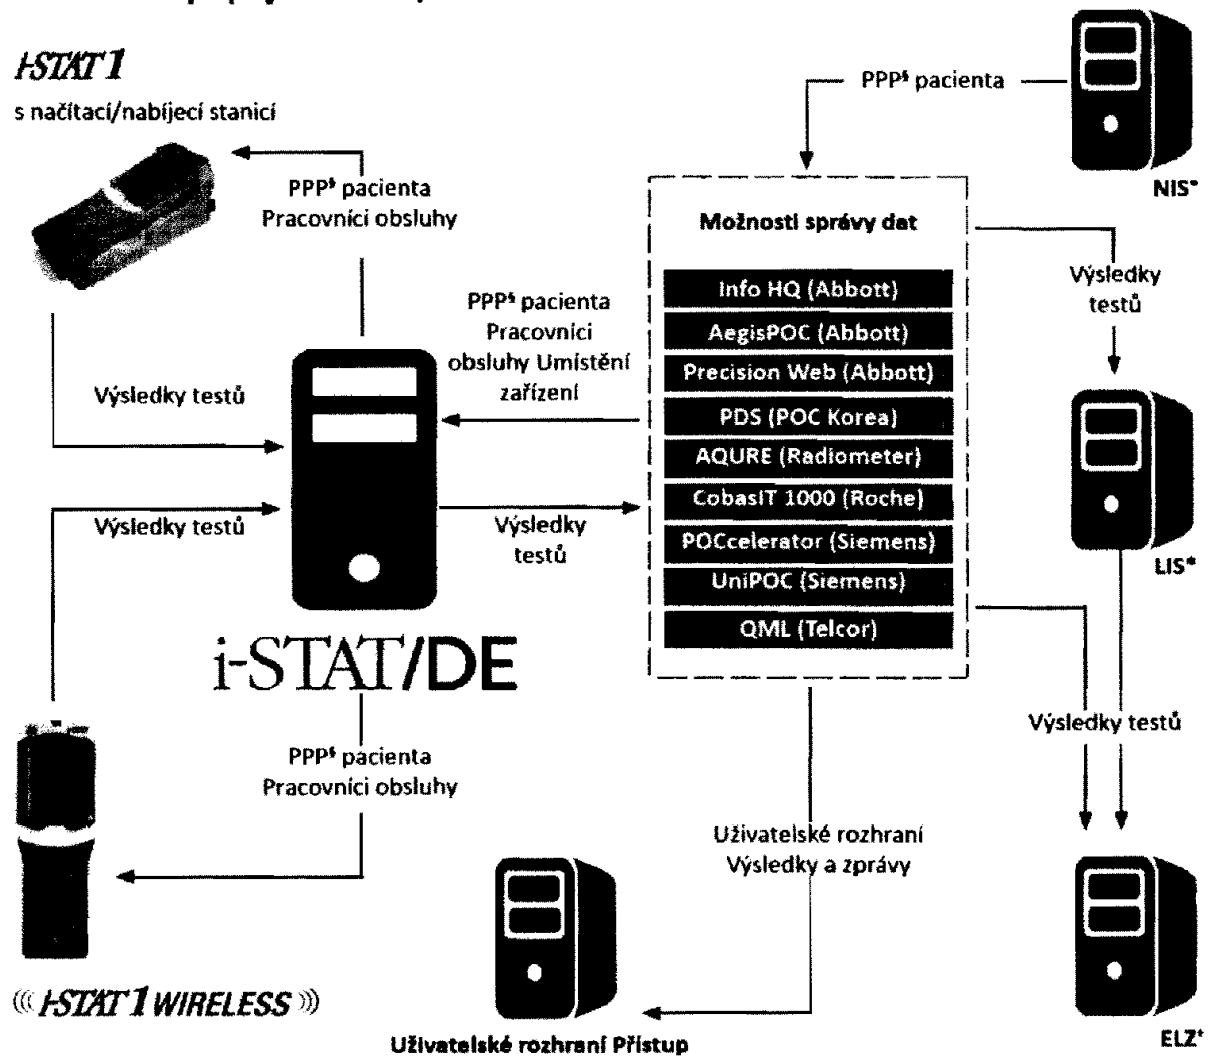 i-STAT 1
s načítací/nabíjecí stanicí
PPP§ pacienta
Pracovníci obsluhy
Výsledky testů
Výsledky testů
i-STAT/DE
PPP§ pacienta
Pracovníci obsluhy
i-STAT 1 WIRELESS
PPP§ pacienta
Pracovníci
obsluhy Umístění
zařízení
Výsledky
testů
PPP§ pacienta
NIS*
Možnosti správy dat
Info HQ (Abbott)
AegisPOC (Abbott)
Precision Web (Abbott)
PDS (POC Korea)
AQURE (Radiometer)
CobasIT 1000 (Roche)
POCcelerator (Siemens)
UniPOC (Siemens)
QML (Telcor)
Výsledky
testů
LIS*
Výsledky testů
Uživatelské rozhraní
Výsledky a zprávy
Uživatelské rozhraní Přístup
ELZ⁺